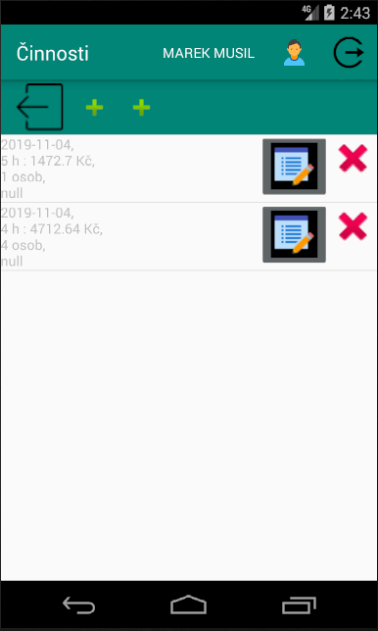 4G 2:43
Činnosti MAREK MUSIL
2019-11-04,
5 h : 1472.7 Kč,
1 osob,
null
2019-11-04,
4 h : 4712.64 Kč,
4 osob,
null